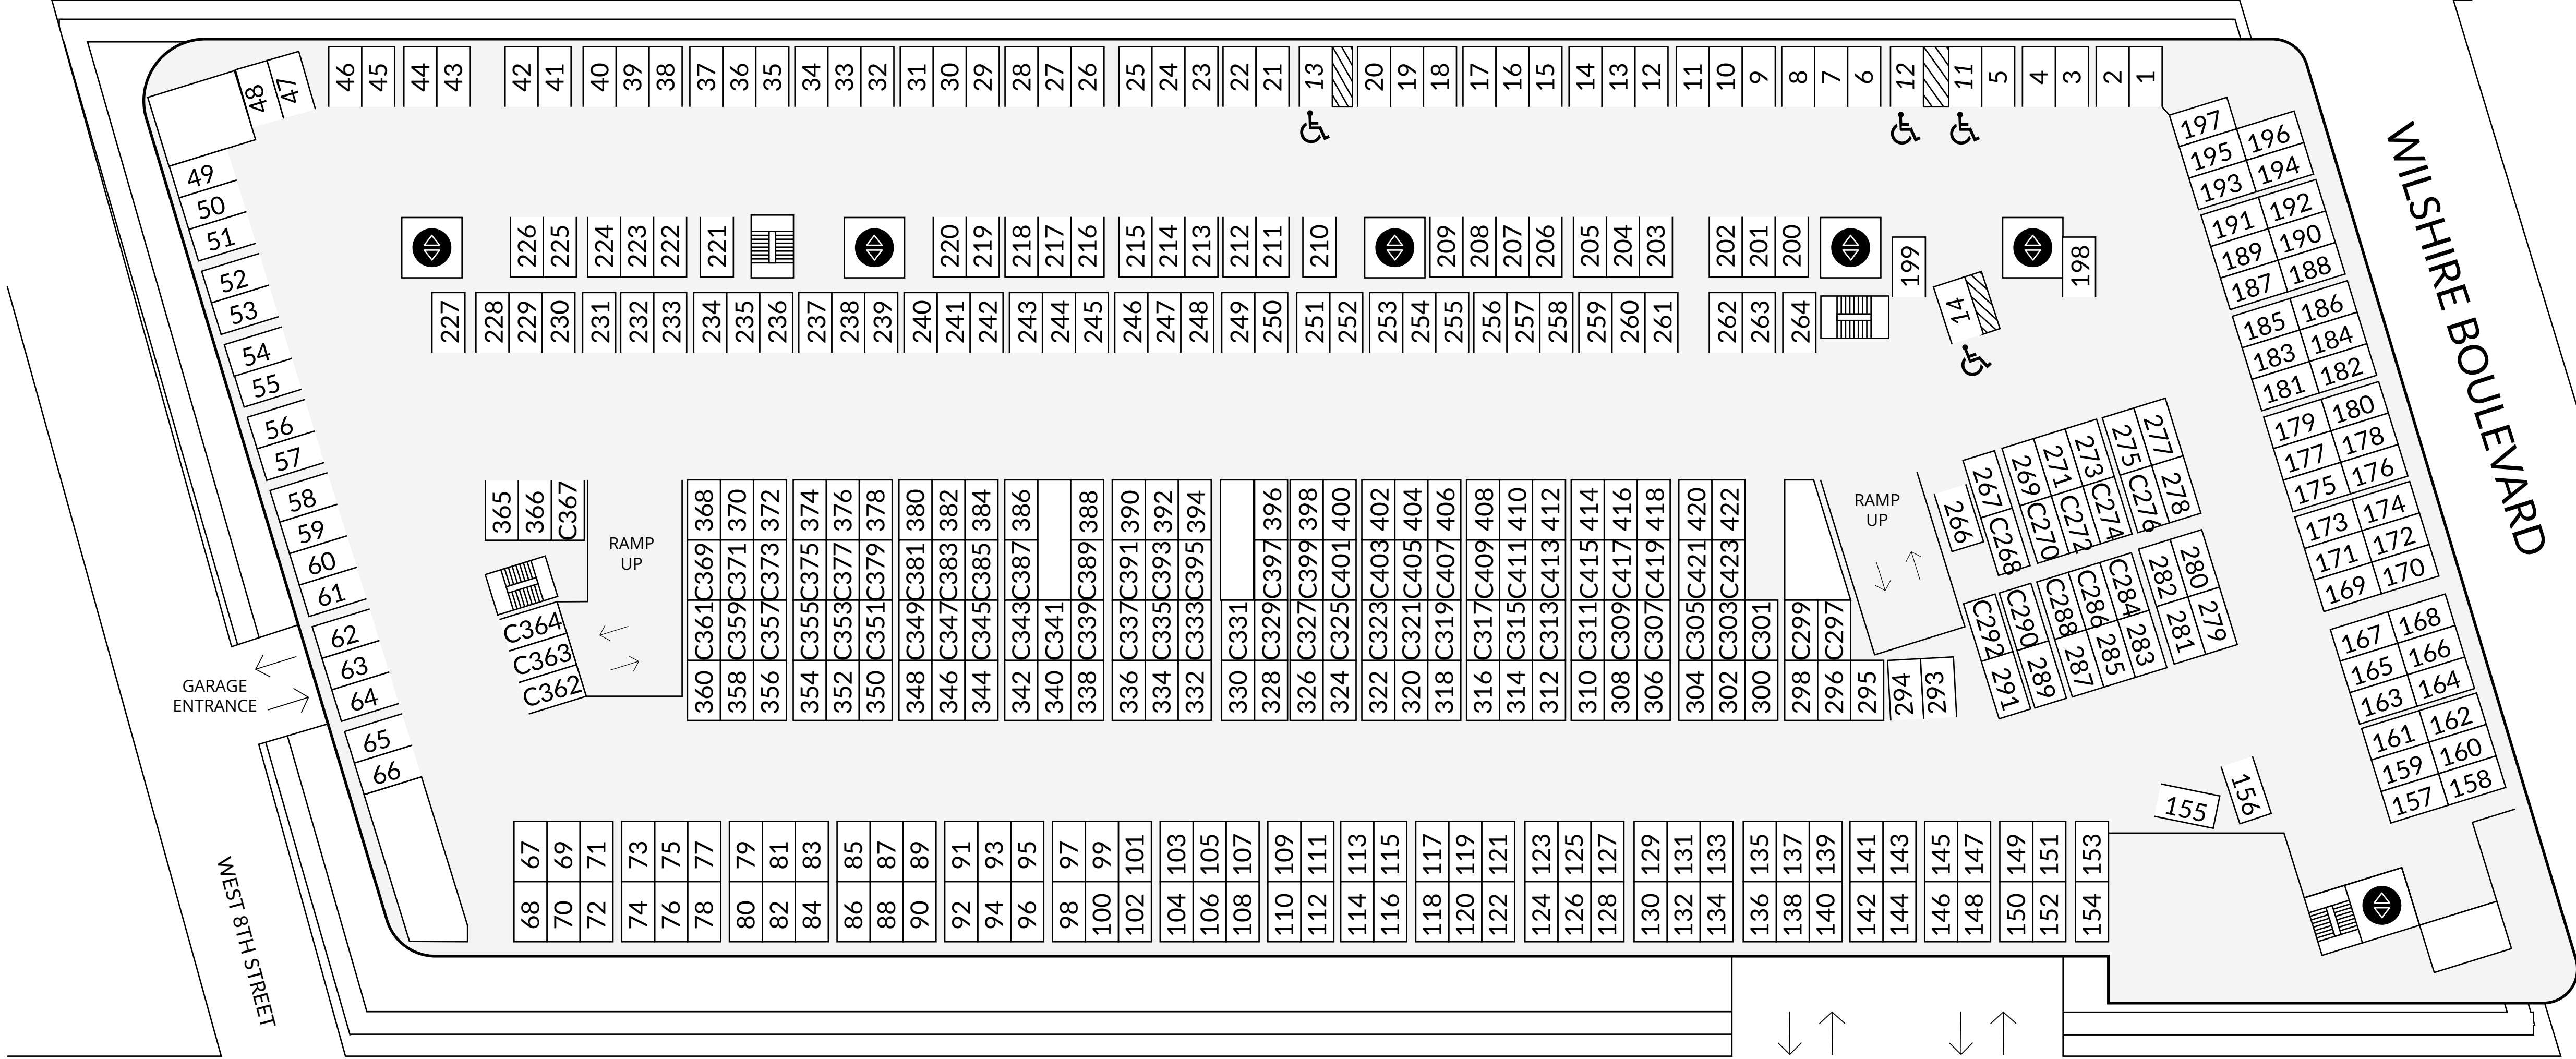 46 45 44 43 42 41 40 39 38 37 36 35 34 33 32 31 30 29 28 27 26 25 24 23 22 21 13 20 19 18 17 16 15 14 13 12 11 10 9 8 7 6 12 11 5 4 3 2 1
48 47
49
50
51
52
53
54
55
56
57
58
59
60
61
62
63
64
65
66
GARAGE
ENTRANCE
WEST 8TH STREET
226 225 224 223 222 221 220 219 218 217 216 215 214 213 212 211 210 209 208 207 206 205 204 203 202 201 200 199 198
227 228 229 230 231 232 233 234 235 236 237 238 239 240 241 242 243 244 245 246 247 248 249 250 251 252 253 254 255 256 257 258 259 260 261 262 263 264 14
365 366 C367
RAMP
UP
368 370 372 374 376 378 380 382 384 386 388 390 392 394 396 398 400 402 404 406 408 410 412 414 416 418 420 422
C369 C371 C373 C375 C377 C379 C381 C383 C385 C387 C389 C391 C393 C395 C397 C399 C401 C403 C405 C407 C409 C411 C413 C415 C417 C419 C421 C423
C364
C363
C362
C361 C359 C357 C355 C353 C351 C349 C347 C345 C343 C341 C339 C337 C335 C333 C331 C329 C327 C325 C323 C321 C319 C317 C315 C313 C311 C309 C307 C305 C303 C301 C299 C297
360 358 356 354 352 350 348 346 344 342 340 338 336 334 332 330 328 326 324 322 320 318 316 314 312 310 308 306 304 302 300 298 296 295 294 293
RAMP
UP
266 267 269 271 273 275 277
C268 C270 C272 C274 C276 278
C292 C290 C288 C286 C284 282 280
291 289 287 285 283 281 279
197
195 196
193 194
191 192
189 190
187 188
185 186
183 184
181 182
179 180
177 178
175 176
173 174
171 172
169 170
167 168
165 166
163 164
161 162
159 160
157 158
155 156
67 69 71 73 75 77 79 81 83 85 87 89 91 93 95 97 99 101 103 105 107 109 111 113 115 117 119 121 123 125 127 129 131 133 135 137 139 141 143 145 147 149 151 153
68 70 72 74 76 78 80 82 84 86 88 90 92 94 96 98 100 102 104 106 108 110 112 114 116 118 120 122 124 126 128 130 132 134 136 138 140 142 144 146 148 150 152 154
WILSHIRE BOULEVARD